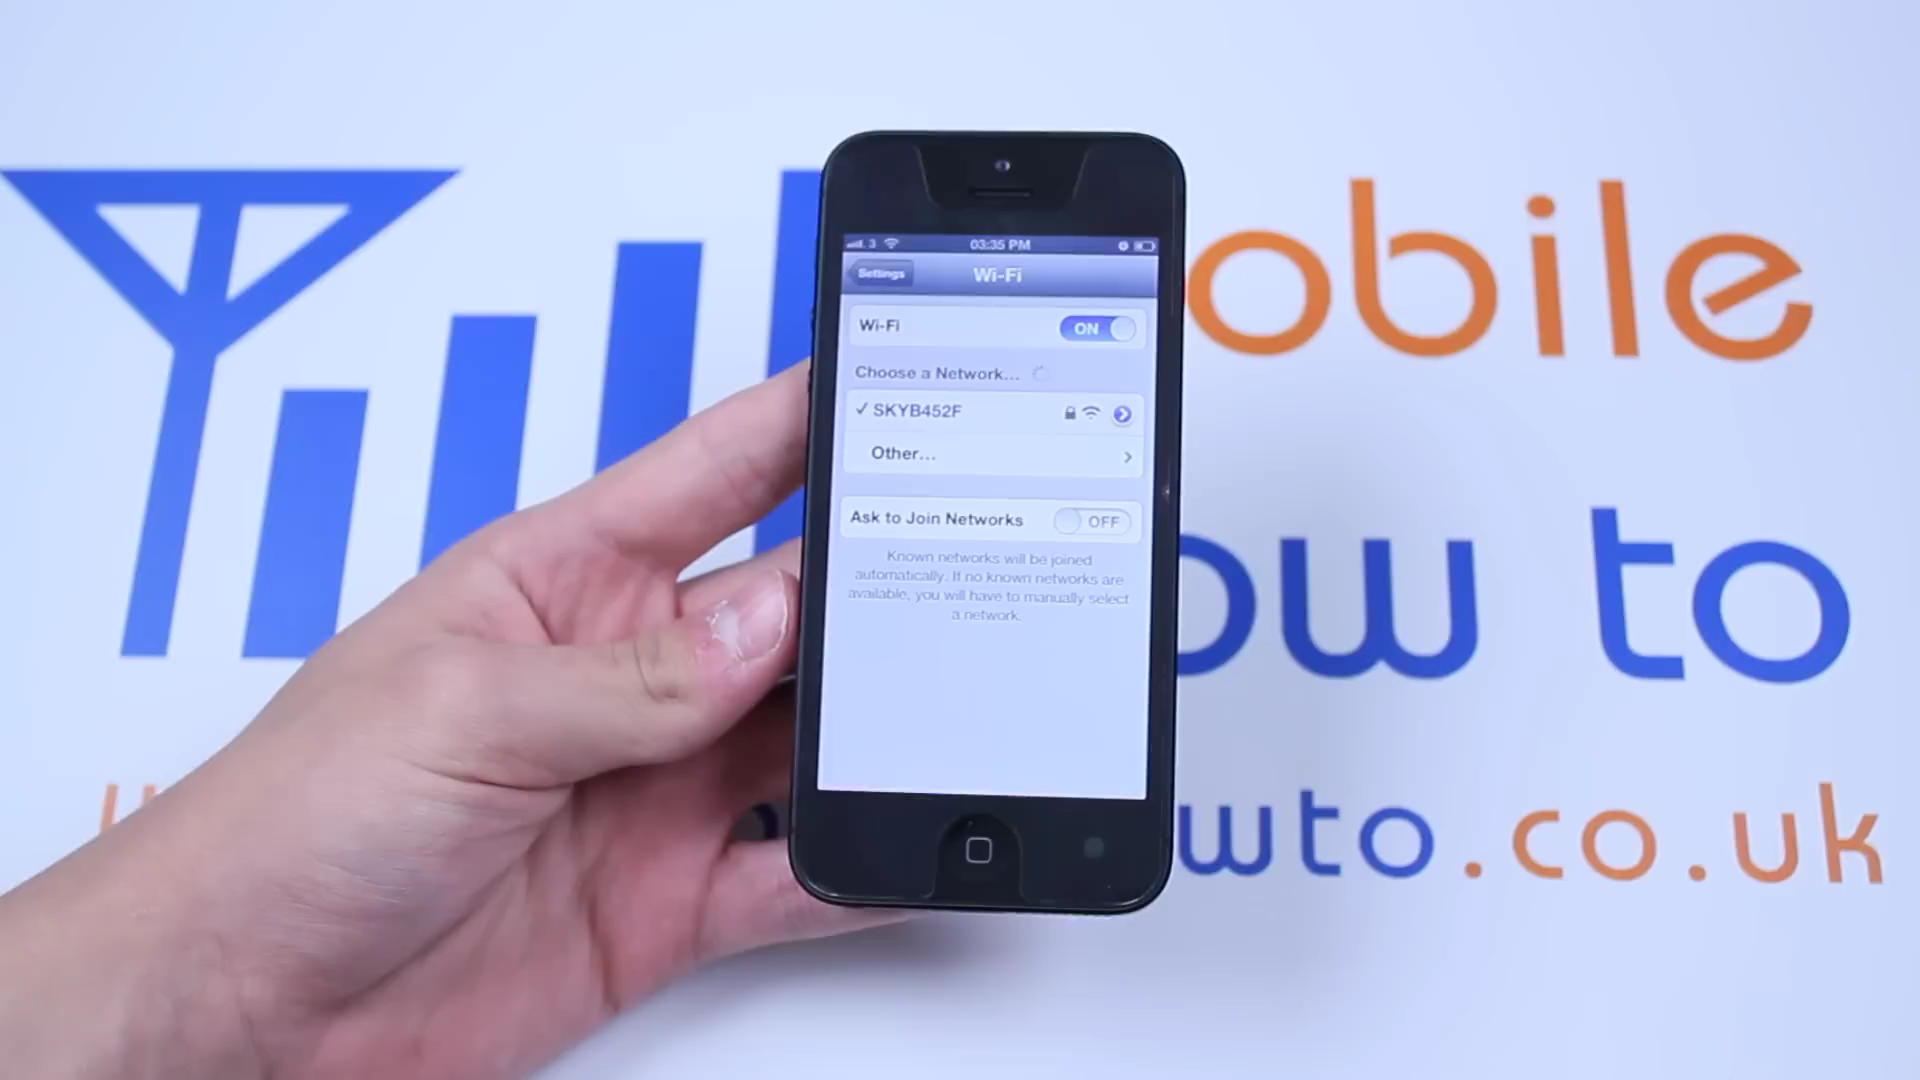 obile
ow to
wto.co.uk
3 03:35 PM
Settings Wi-Fi
Wi-Fi ON
Choose a Network...
✓ SKYB452F
Other...
Ask to Join Networks OFF
Known networks will be joined
automatically. If no known networks are
available, you will have to manually select
a network.